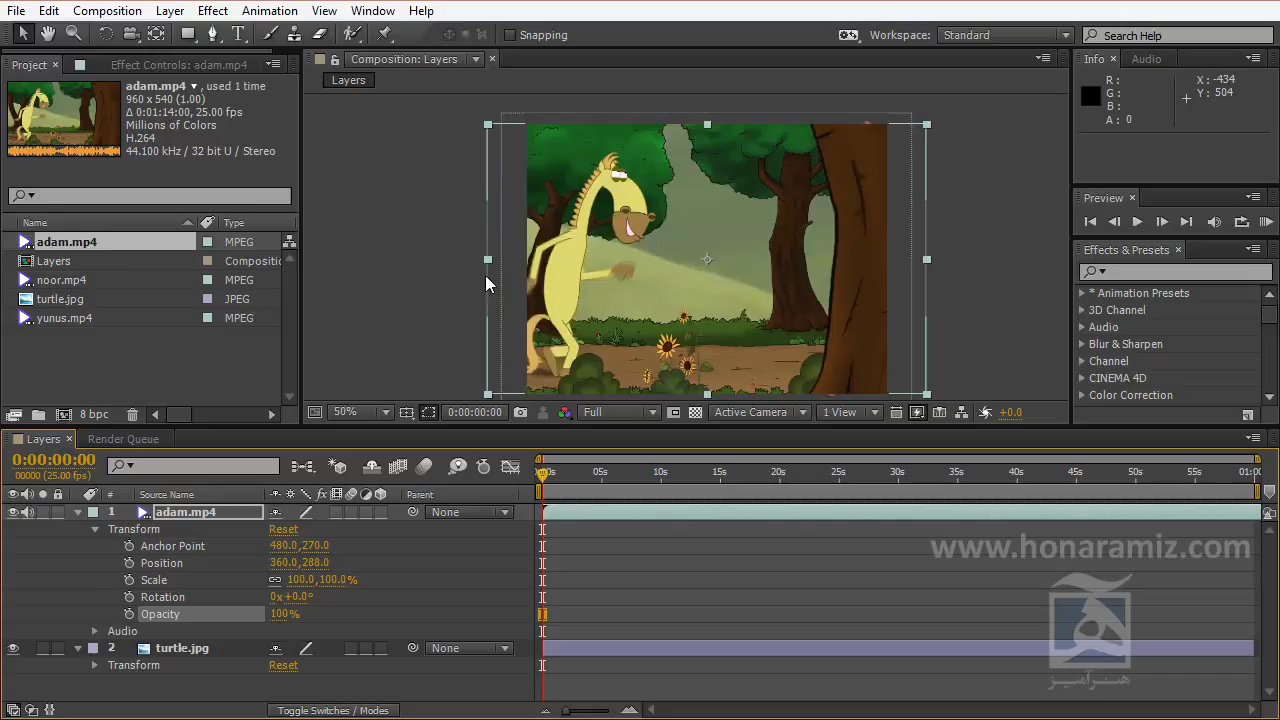 File Edit Composition Layer Effect Animation View Window Help
Snapping Workspace: Standard Search Help
Project Effect Controls: adam.mp4
adam.mp4 , used 1 time
960 x 540 (1.00)
Δ 0:01:14:00, 25.00 fps
Millions of Colors
H.264
44.100 kHz / 32 bit U / Stereo
Name Type
adam.mp4 MPEG
Layers Compositio
noor.mp4 MPEG
turtle.jpg JPEG
yunus.mp4 MPEG
8 bpc
Composition: Layers
Layers
50% 0:00:00:00 Full Active Camera 1 View +0.0
Info Audio
R : X : -434
G : Y : 504
B :
A : 0
Preview
Effects & Presets
* Animation Presets
3D Channel
Audio
Blur & Sharpen
Channel
CINEMA 4D
Color Correction
Layers Render Queue
0:00:00:00
00000 (25.00 fps)
05s 10s 15s 20s 25s 30s 35s 40s 45s 50s 55s 01:00
# Source Name Parent
1 adam.mp4 None
Transform Reset
Anchor Point 480.0,270.0
Position 360.0,288.0
Scale 100.0,100.0%
Rotation 0x+0.0°
Opacity 100%
Audio
2 turtle.jpg None
Transform Reset
Toggle Switches / Modes
www.honaramiz.com
هنرآمیز